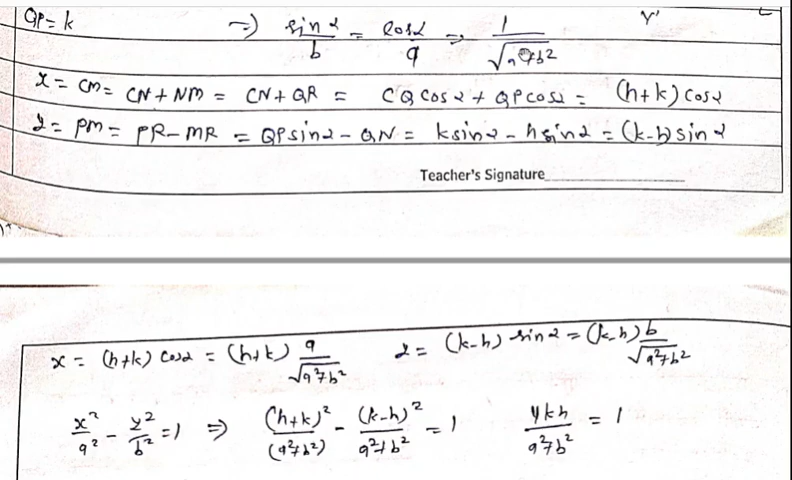 QP = k ⇒ sin α/b = cos α/a ⇒ 1/√a²+b² Y'
x = CM = CN + NM = CN + QR = CQ cos α + QP cos α = (h+k) cos α
y = PM = PR - MR = QP sin α - QN = k sin α - h sin α = (k-h) sin α
Teacher's Signature
x = (h+k) cos α = (h+k) a/√a²+b² y = (k-h) sin α = (k-h) b/√a²+b²
x²/a² - y²/b² = 1 ⇒ (h+k)²/(a²+b²) - (k-h)²/a²+b² = 1 4kh/a²+b² = 1